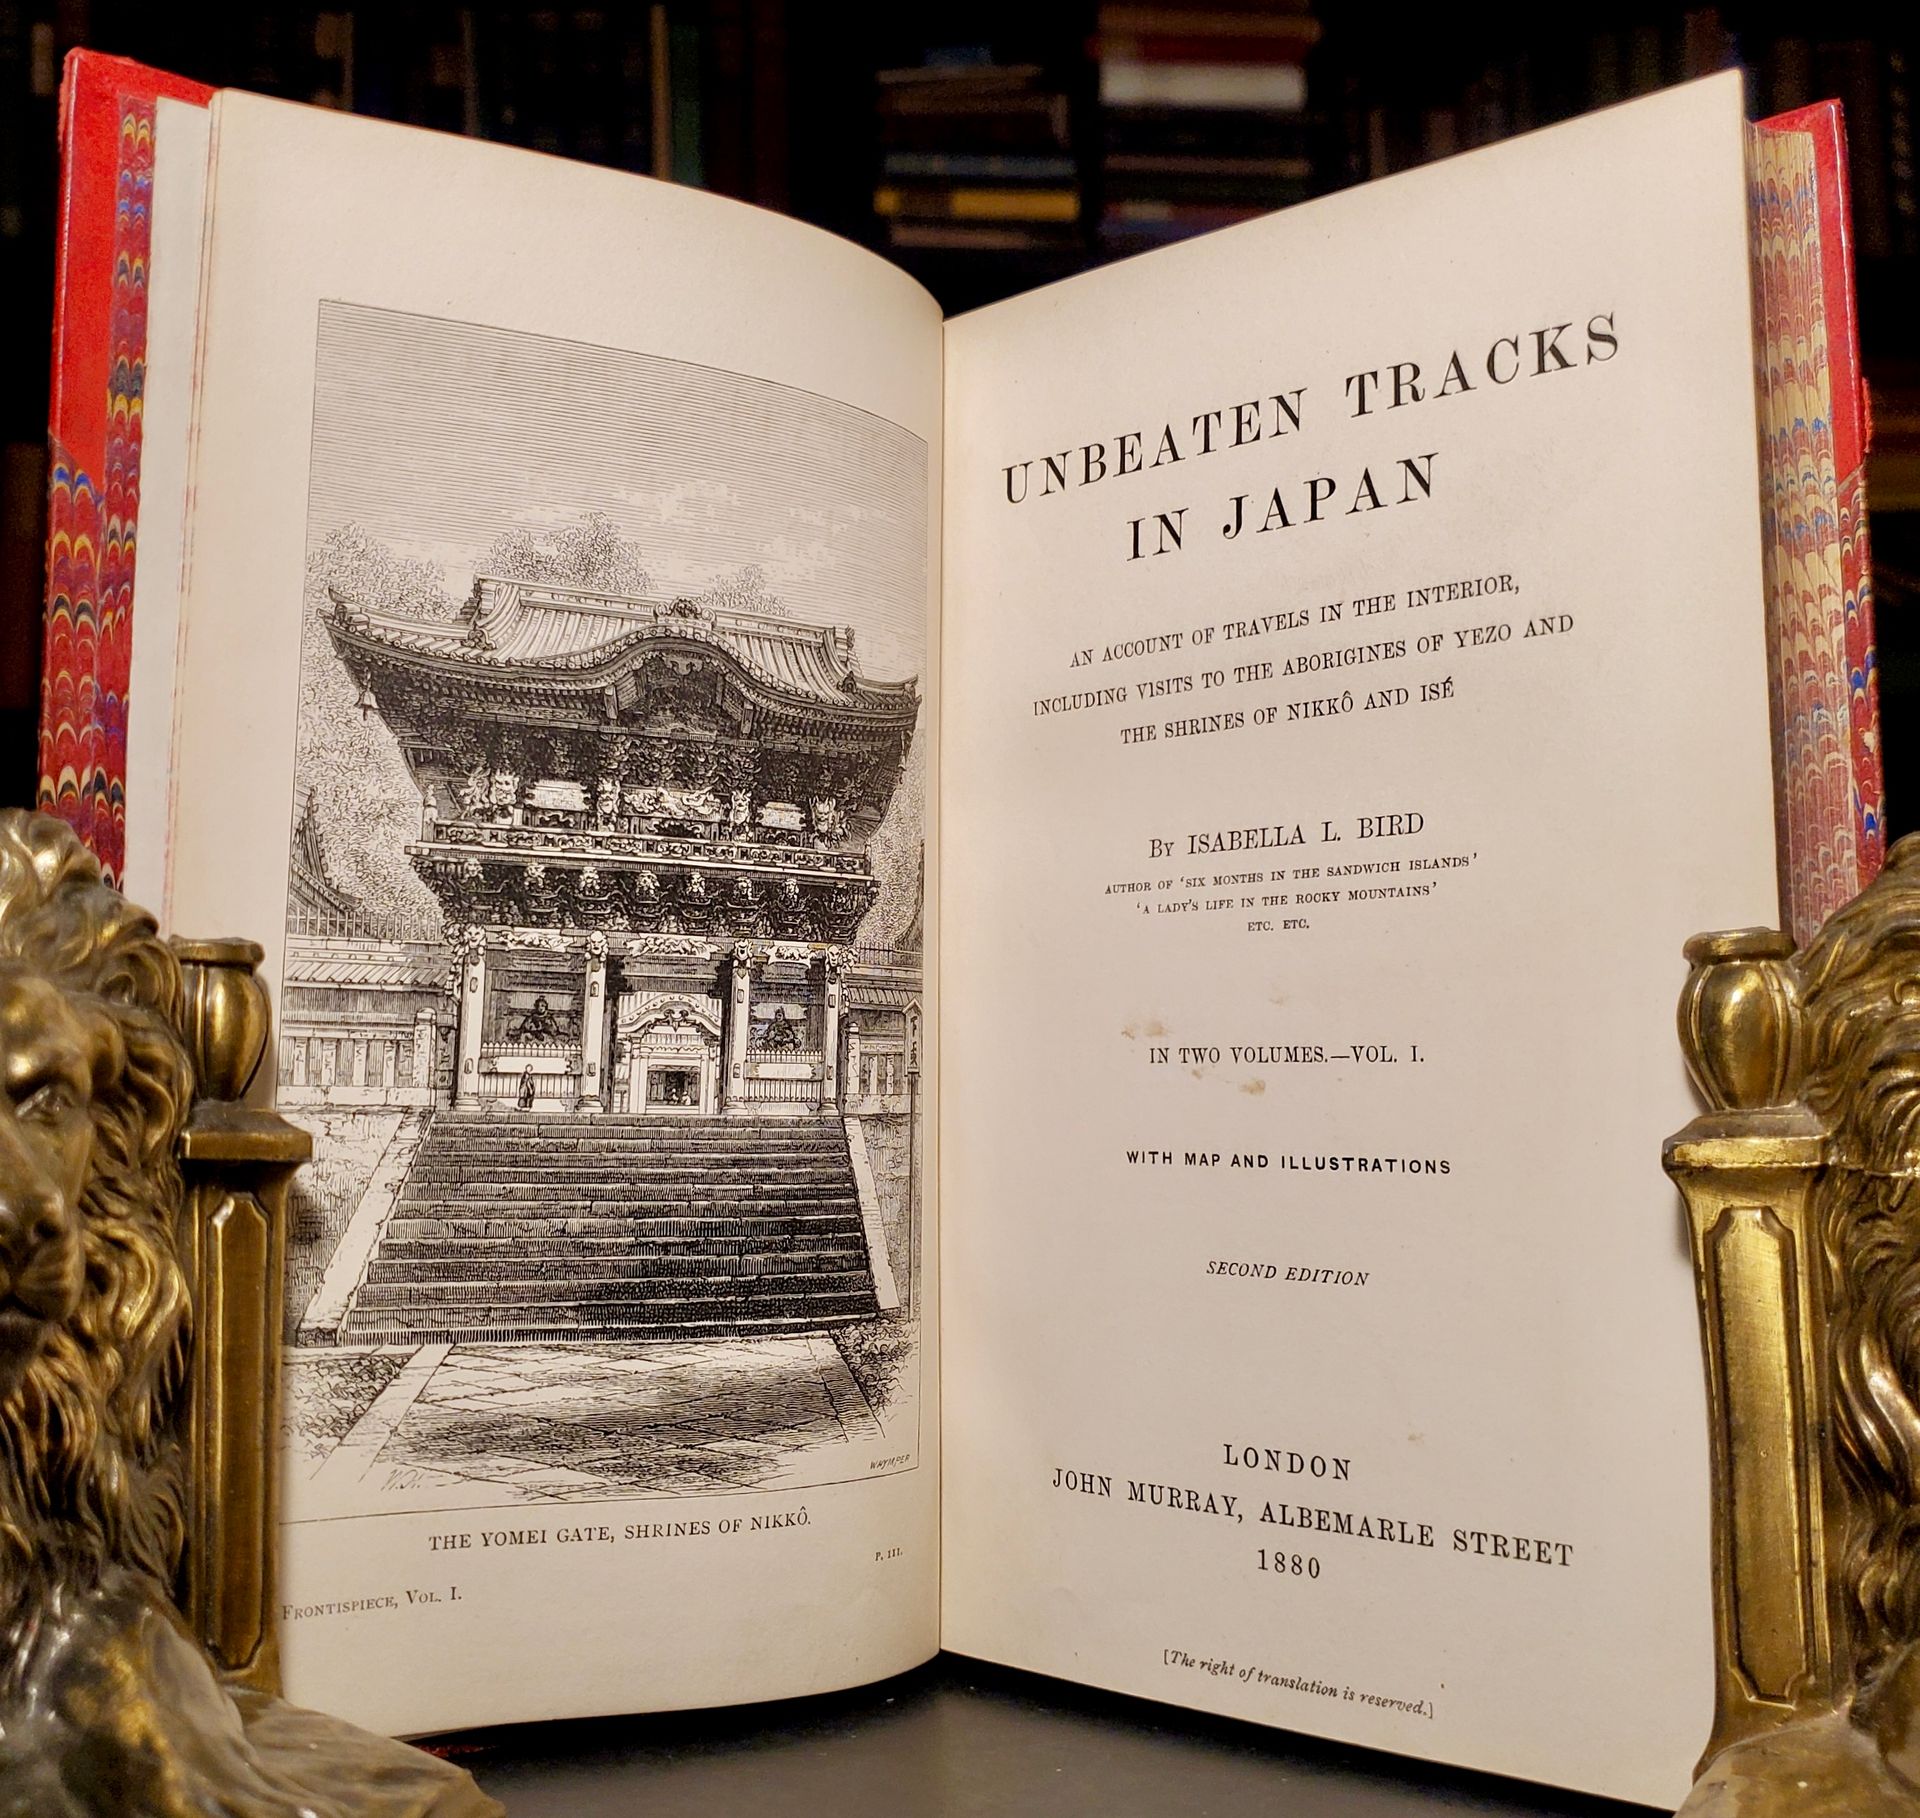 WHYMPER
THE YOMEI GATE, SHRINES OF NIKKÔ.
P. 111.
FRONTISPIECE, VOL. I.
UNBEATEN TRACKS
IN JAPAN
AN ACCOUNT OF TRAVELS IN THE INTERIOR,
INCLUDING VISITS TO THE ABORIGINES OF YEZO AND
THE SHRINES OF NIKKÔ AND ISÉ
BY ISABELLA L. BIRD
AUTHOR OF ‘SIX MONTHS IN THE SANDWICH ISLANDS’
‘A LADY'S LIFE IN THE ROCKY MOUNTAINS’
ETC. ETC.
IN TWO VOLUMES.—VOL. I.
WITH MAP AND ILLUSTRATIONS
SECOND EDITION
LONDON
JOHN MURRAY, ALBEMARLE STREET
1880
[The right of translation is reserved.]